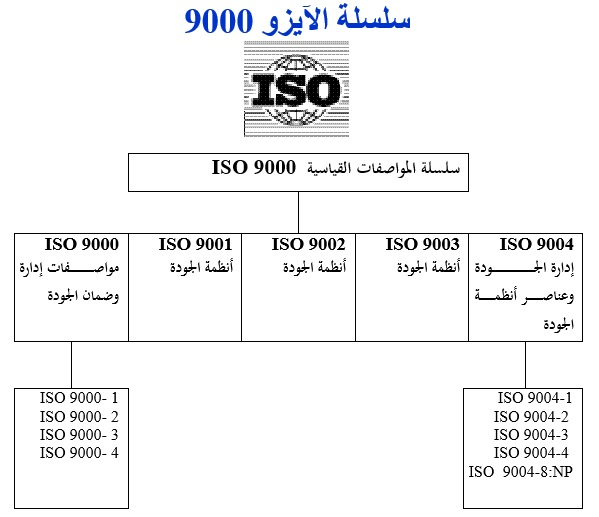 سلسلة الآيزو 9000
ISO
سلسلة المواصفات القياسية ISO 9000
ISO 9000
مواصفات إدارة
وضمان الجودة
ISO 9001
أنظمة الجودة
ISO 9002
أنظمة الجودة
ISO 9003
أنظمة الجودة
ISO 9004
إدارة الجودة
وعناصر أنظمة
الجودة
ISO 9000- 1
ISO 9000- 2
ISO 9000- 3
ISO 9000- 4
ISO 9004-1
ISO 9004-2
ISO 9004-3
ISO 9004-4
ISO 9004-8:NP